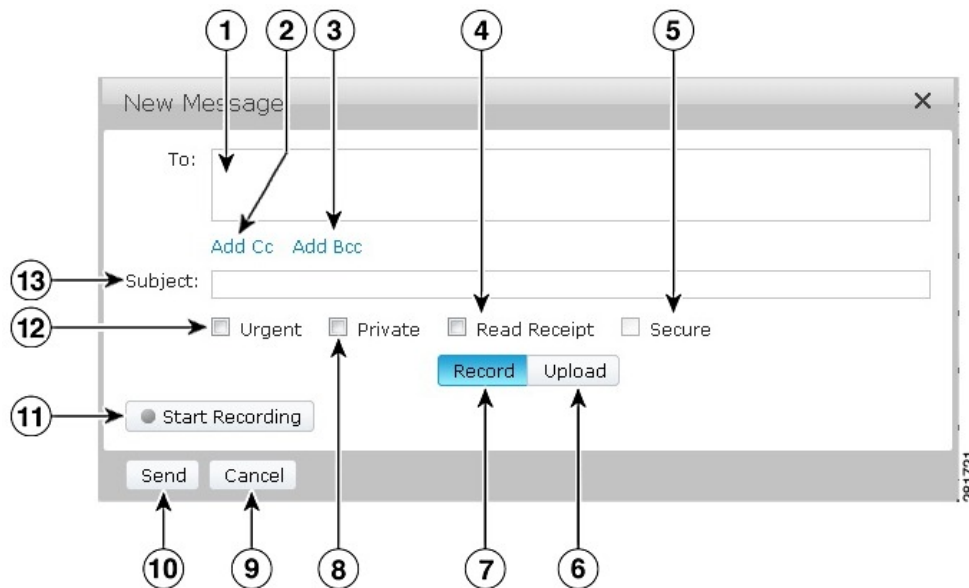 1 2 3 4 5
New Message
To:
Add Cc Add Bcc
13 Subject:
12 Urgent Private Read Receipt Secure
Record Upload
11 Start Recording
Send Cancel
281721
10 9 8 7 6